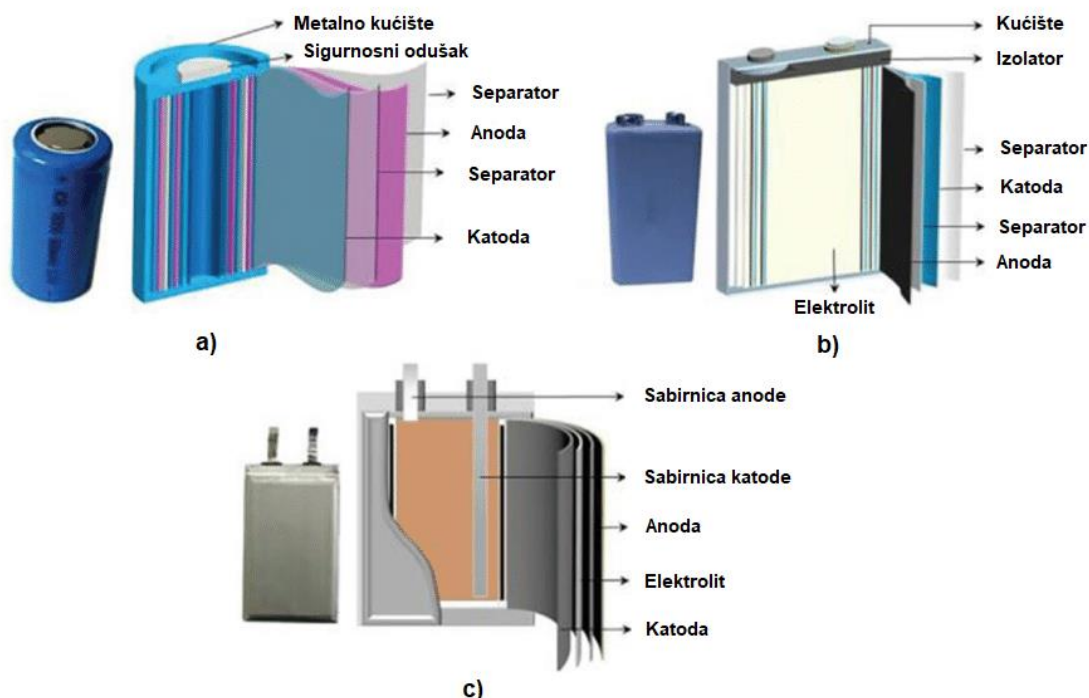 Metalno kućište
Sigurnosni odušak
Separator
Anoda
Separator
Katoda
a)
Kućište
Izolator
Separator
Katoda
Separator
Anoda
Elektrolit
b)
Sabirnica anode
Sabirnica katode
Anoda
Elektrolit
Katoda
c)